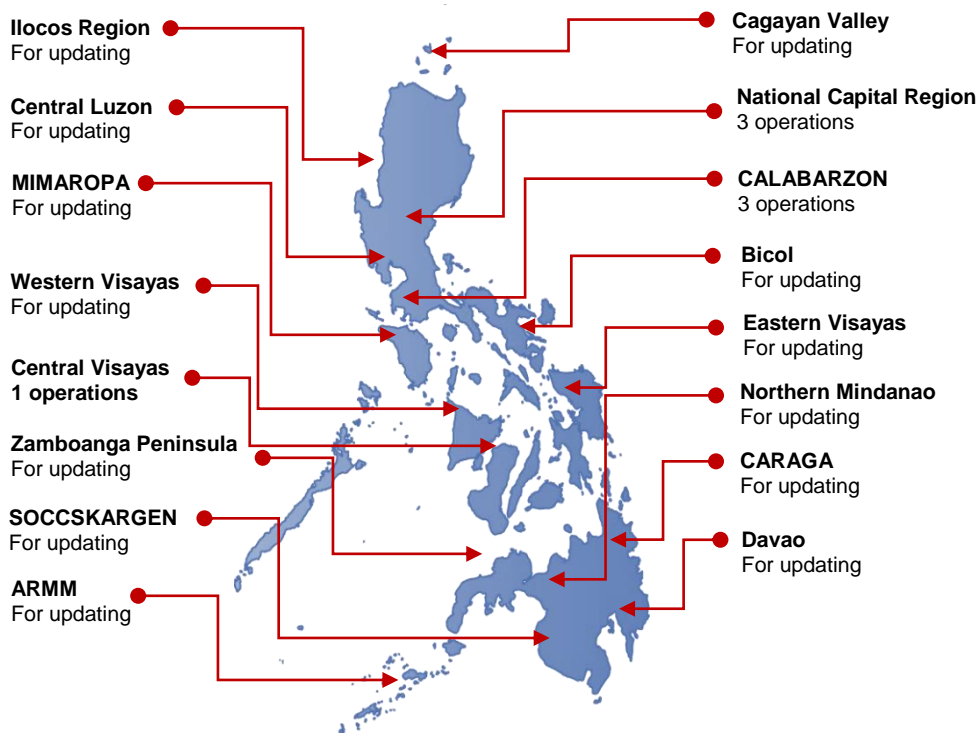 Ilocos Region
For updating
Central Luzon
For updating
MIMAROPA
For updating
Western Visayas
For updating
Central Visayas
1 operations
Zamboanga Peninsula
For updating
SOCCSKARGEN
For updating
ARMM
For updating
Cagayan Valley
For updating
National Capital Region
3 operations
CALABARZON
3 operations
Bicol
For updating
Eastern Visayas
For updating
Northern Mindanao
For updating
CARAGA
For updating
Davao
For updating